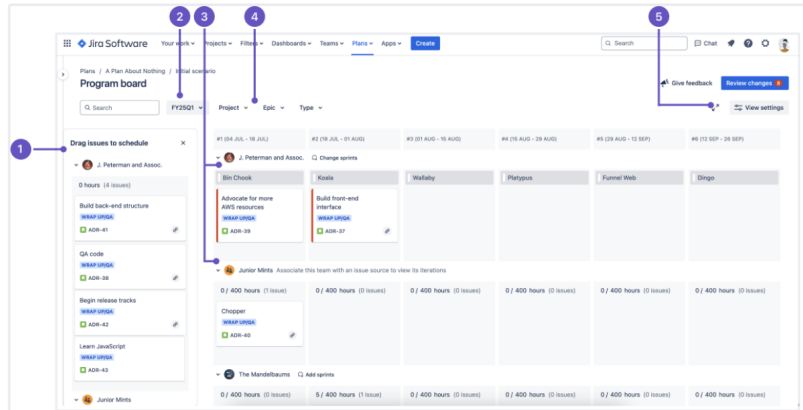 2 3 4 5
Jira Software Your work Projects Filters Dashboards Teams Plans Apps Create Search Chat
Plans / A Plan About Nothing / Initial scenario
Program board Give feedback Review changes
Search FY25Q1 Project Epic Type View settings
1
Drag issues to schedule ×
#1 (04 JUL - 18 JUL) #2 (18 JUL - 01 AUG) #3 (01 AUG - 15 AUG) #4 (15 AUG - 29 AUG) #5 (29 AUG - 12 SEP) #6 (12 SEP - 26 SEP)
J. Peterman and Assoc.
0 hours (4 issues)
Build back-end structure
WRAP UP/QA
ADR-41
QA code
WRAP UP/QA
ADR-38
Begin release tracks
WRAP UP/QA
ADR-42
Learn JavaScript
WRAP UP/QA
ADR-43
Junior Mints
J. Peterman and Assoc. Change sprints
Bin Chook Koala Wallaby Platypus Funnel Web Dingo
Advocate for more
AWS resources
WRAP UP/QA
ADR-39
Build front-end
interface
WRAP UP/QA
ADR-37
Junior Mints Associate this team with an issue source to view its iterations
0 / 400 hours (1 issue) 0 / 400 hours (0 issues) 0 / 400 hours (0 issues) 0 / 400 hours (0 issues) 0 / 400 hours (0 issues) 0 / 400 hours (0 issues)
Chopper
WRAP UP/QA
ADR-40
The Mandelbaums Add sprints
0 / 400 hours (0 issues) 5 / 400 hours (1 issue) 0 / 400 hours (0 issues) 0 / 400 hours (0 issues) 0 / 400 hours (0 issues) 0 / 400 hours (0 issues)